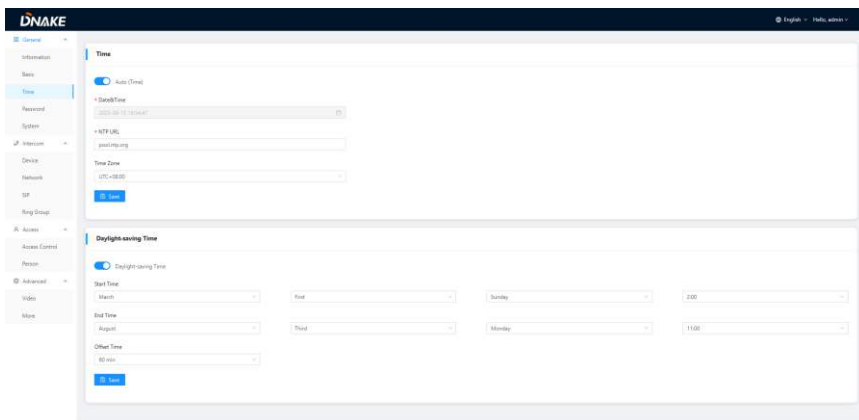 DNAKE
English Hello, admin
General
Information
Basis
Time
Password
System
Intercom
Device
Network
SIP
Ring Group
Access
Access Control
Person
Advanced
Video
More
Time
Auto (Time)
* Date&Time
* NTP URL
pool.ntp.org
Time Zone
UTC+08:00
Save
Daylight-saving Time
Daylight-saving Time
Start Time
March First Sunday 2:00
End Time
August Third Monday 11:00
Offset Time
60 min
Save